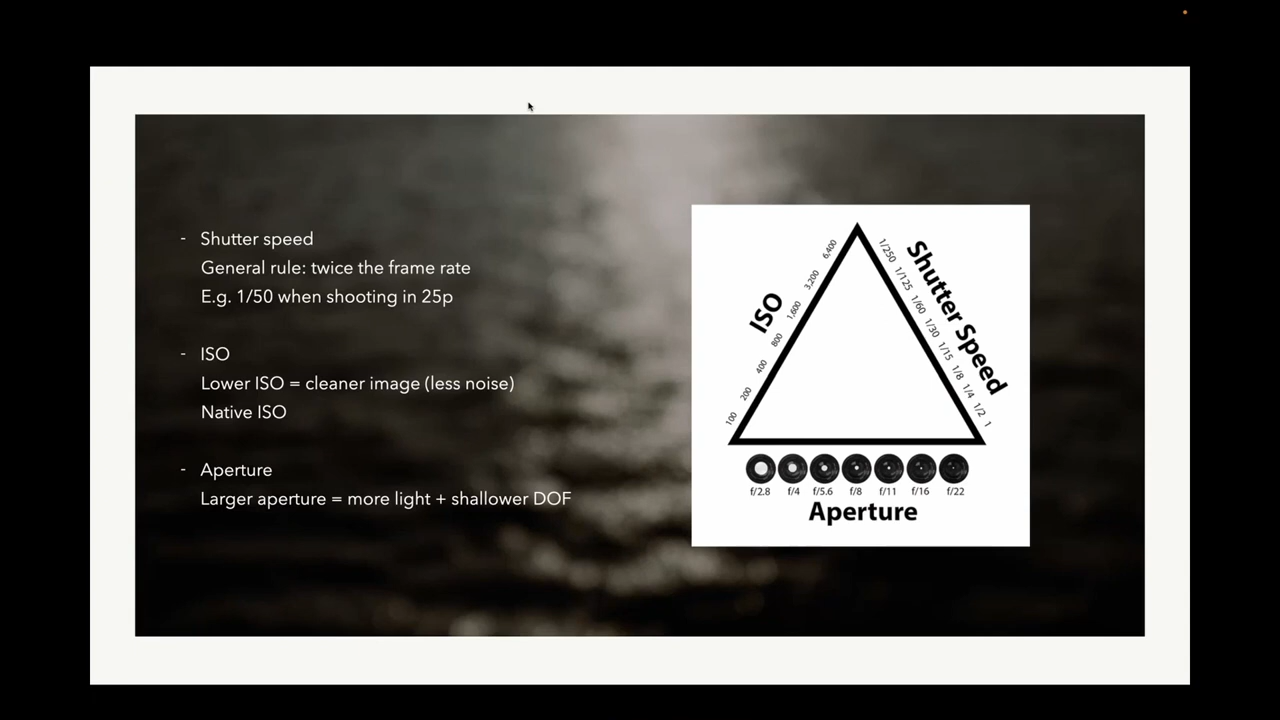 - Shutter speed
General rule: twice the frame rate
E.g. 1/50 when shooting in 25p
- ISO
Lower ISO = cleaner image (less noise)
Native ISO
- Aperture
Larger aperture = more light + shallower DOF
ISO
100 200 400 800 1,600 3,200 6,400
Shutter Speed
1/250 1/125 1/60 1/30 1/15 1/8 1/4 1/2 1
f/2.8 f/4 f/5.6 f/8 f/11 f/16 f/22
Aperture